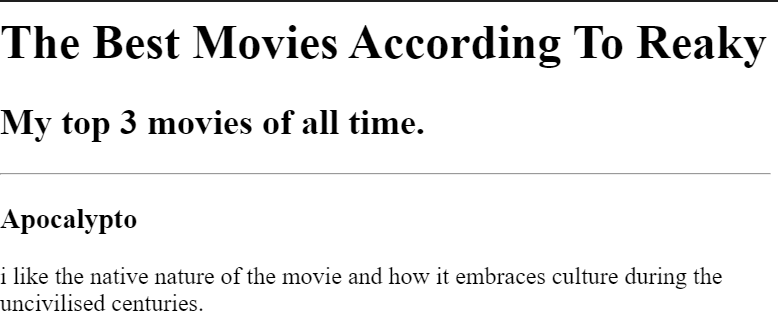 The Best Movies According To Reaky
My top 3 movies of all time.
Apocalypto
i like the native nature of the movie and how it embraces culture during the
uncivilised centuries.